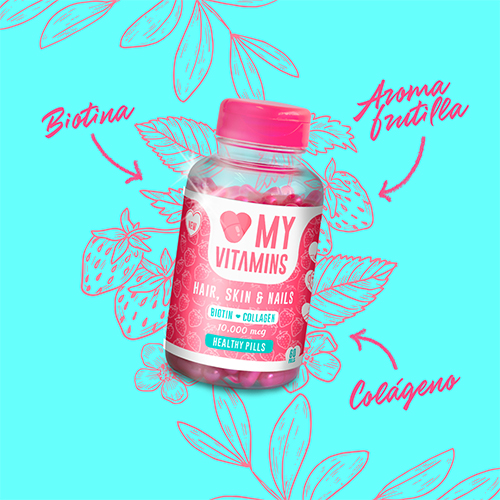 Biotina
Aroma
frutilla
MY
VITAMINS
HAIR, SKIN & NAILS
BIOTIN COLLAGEN
10,000 mcg
HEALTHY PILLS
Colágeno